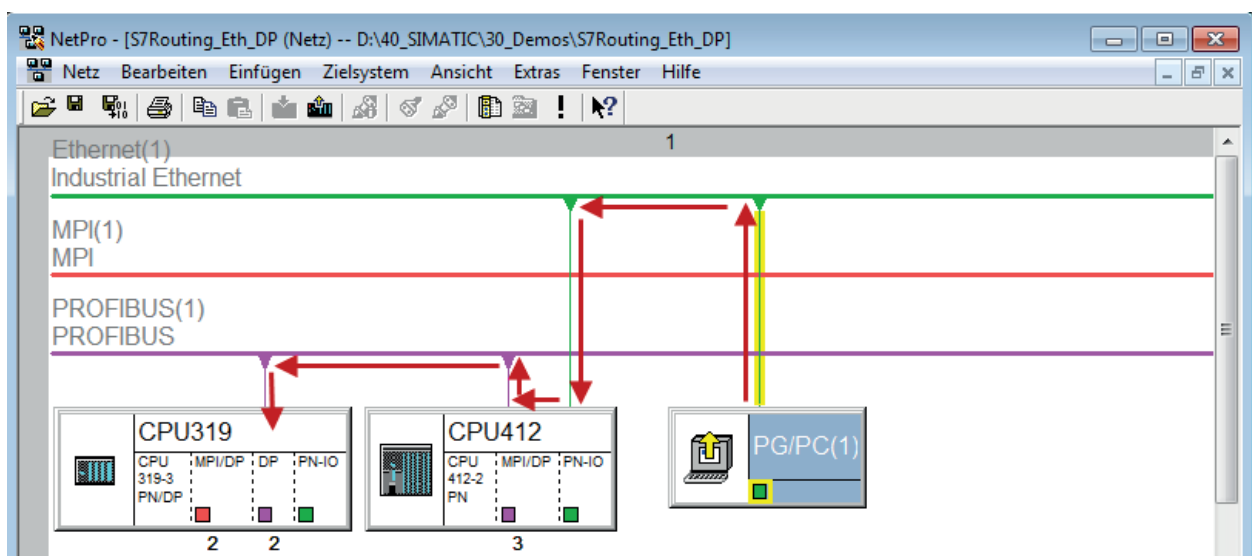 NetPro - [S7Routing_Eth_DP (Netz) -- D:\40_SIMATIC\30_Demos\S7Routing_Eth_DP]
Netz Bearbeiten Einfügen Zielsystem Ansicht Extras Fenster Hilfe
1
Ethernet(1)
Industrial Ethernet
MPI(1)
MPI
PROFIBUS(1)
PROFIBUS
CPU319
CPU MPI/DP DP PN-IO
319-3
PN/DP
2 2
CPU412
CPU MPI/DP PN-IO
412-2
PN
3
PG/PC(1)